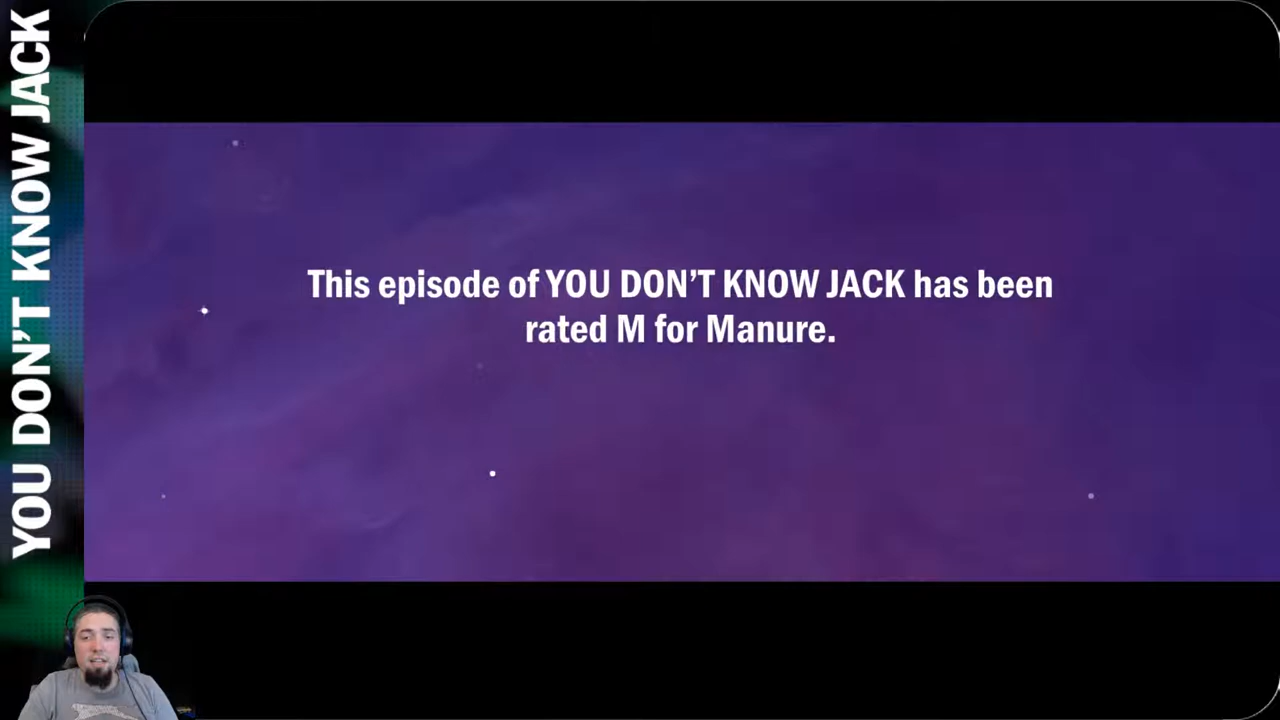 YOU DON'T KNOW JACK
This episode of YOU DON’T KNOW JACK has been
rated M for Manure.